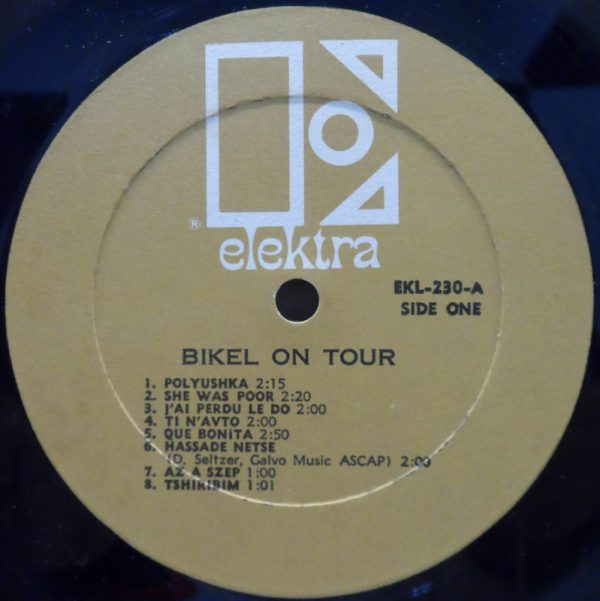 ®
elektra
EKL-230-A
SIDE ONE
BIKEL ON TOUR
1. POLYUSHKA 2:15
2. SHE WAS POOR 2:20
3. J'AI PERDU LE DO 2:00
4. TI N'AVTO 2:00
5. QUE BONITA 2:50
6. HASSADE NETSE
(D. Seltzer, Galvo Music ASCAP) 2:00
7. AZ A SZEP 1:00
8. TSHIRIBIM 1:01